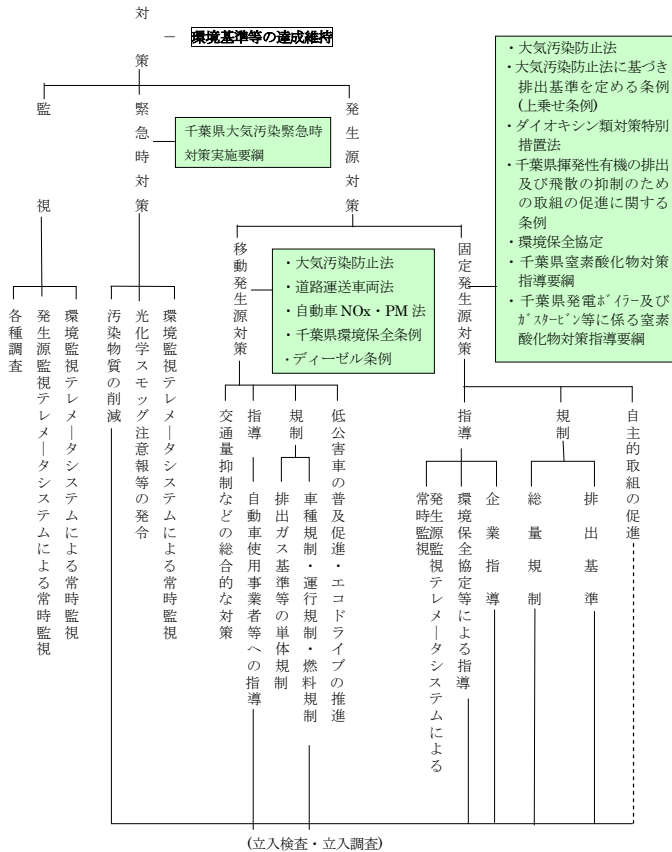 対策
環境基準等の達成維持
発生源対策
緊急時対策
監視
千葉県大気汚染緊急時
対策実施要綱
・大気汚染防止法
・大気汚染防止法に基づき
排出基準を定める条例
(上乗せ条例)
・ダイオキシン類対策特別
措置法
・千葉県揮発性有機の排出
及び飛散の抑制のため
の取組の促進に関する
条例
・環境保全協定
・千葉県窒素酸化物対策
指導要綱
・千葉県発電ボイラー及び
ガスタービン等に係る窒素
酸化物対策指導要綱
固定発生源対策
移動発生源対策
・大気汚染防止法
・道路運送車両法
・自動車 NOx・PM 法
・千葉県環境保全条例
・ディーゼル条例
自主的取組の促進
規制
排出基準
総量規制
指導
企業指導
環境保全協定等による指導
発生源監視テレメータシステムによる
常時監視
低公害車の普及促進・エコドライブの推進
規制
車種規制・運行規制・燃料規制
排出ガス基準等の単体規制
指導
自動車使用事業者等への指導
交通量抑制などの総合的な対策
環境監視テレメータシステムによる常時監視
光化学スモッグ注意報等の発令
汚染物質の削減
環境監視テレメータシステムによる常時監視
発生源監視テレメータシステムによる常時監視
各種調査
(立入検査・立入調査)